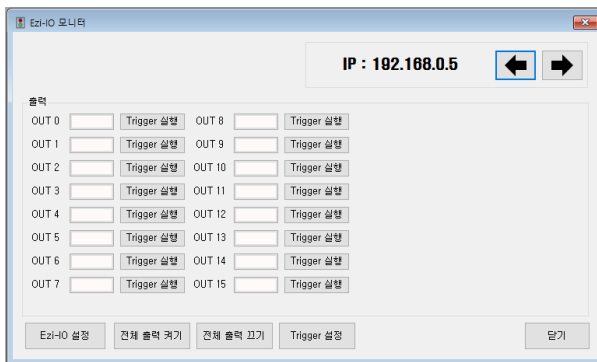 Ezi-IO 모니터
IP : 192.168.0.5
출력
OUT 0 Trigger 실행 OUT 8 Trigger 실행
OUT 1 Trigger 실행 OUT 9 Trigger 실행
OUT 2 Trigger 실행 OUT 10 Trigger 실행
OUT 3 Trigger 실행 OUT 11 Trigger 실행
OUT 4 Trigger 실행 OUT 12 Trigger 실행
OUT 5 Trigger 실행 OUT 13 Trigger 실행
OUT 6 Trigger 실행 OUT 14 Trigger 실행
OUT 7 Trigger 실행 OUT 15 Trigger 실행
Ezi-IO 설정 전체 출력 켜기 전체 출력 끄기 Trigger 설정 닫기